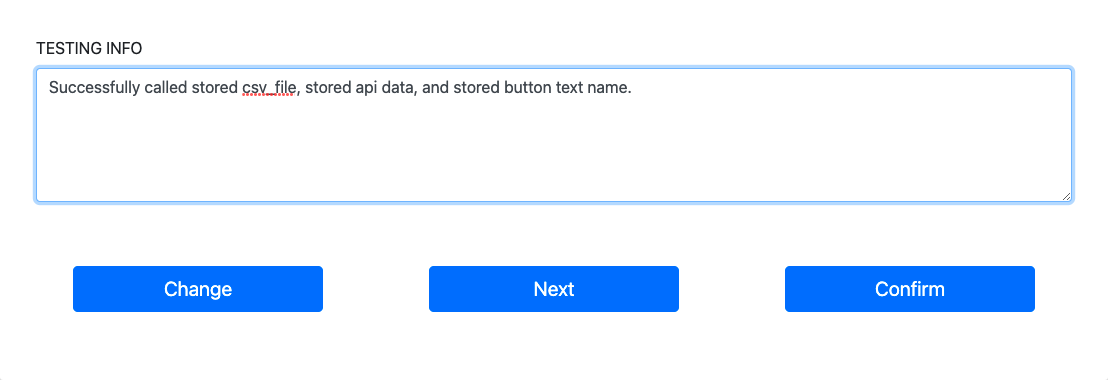 TESTING INFO
Successfully called stored csv_file, stored api data, and stored button text name.
Change
Next
Confirm